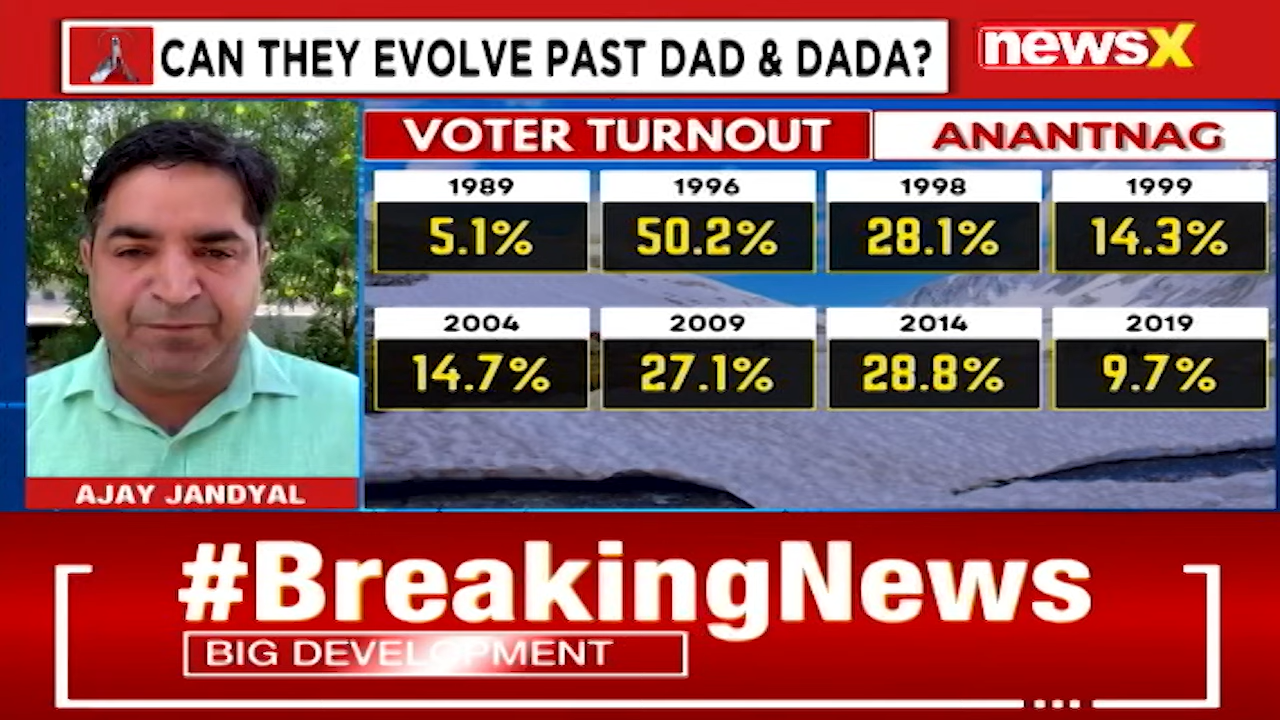 CAN THEY EVOLVE PAST DAD & DADA?
newsX
VOTER TURNOUT
ANANTNAG
1989
1996
1998
1999
5.1%
50.2%
28.1%
14.3%
2004
2009
2014
2019
14.7%
27.1%
28.8%
9.7%
AJAY JANDYAL
#BreakingNews
BIG DEVELOPMENT